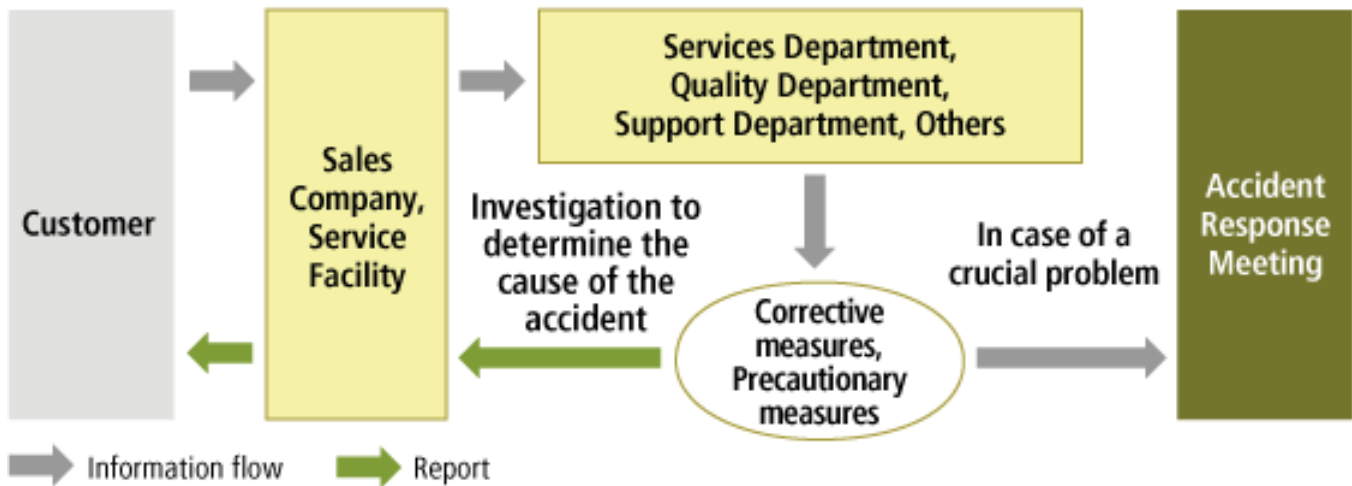 Customer
Sales
Company,
Service
Facility
Services Department,
Quality Department,
Support Department, Others
Investigation to
determine the
cause of the
accident
Corrective
measures,
Precautionary
measures
In case of a
crucial problem
Accident
Response
Meeting
Information flow
Report